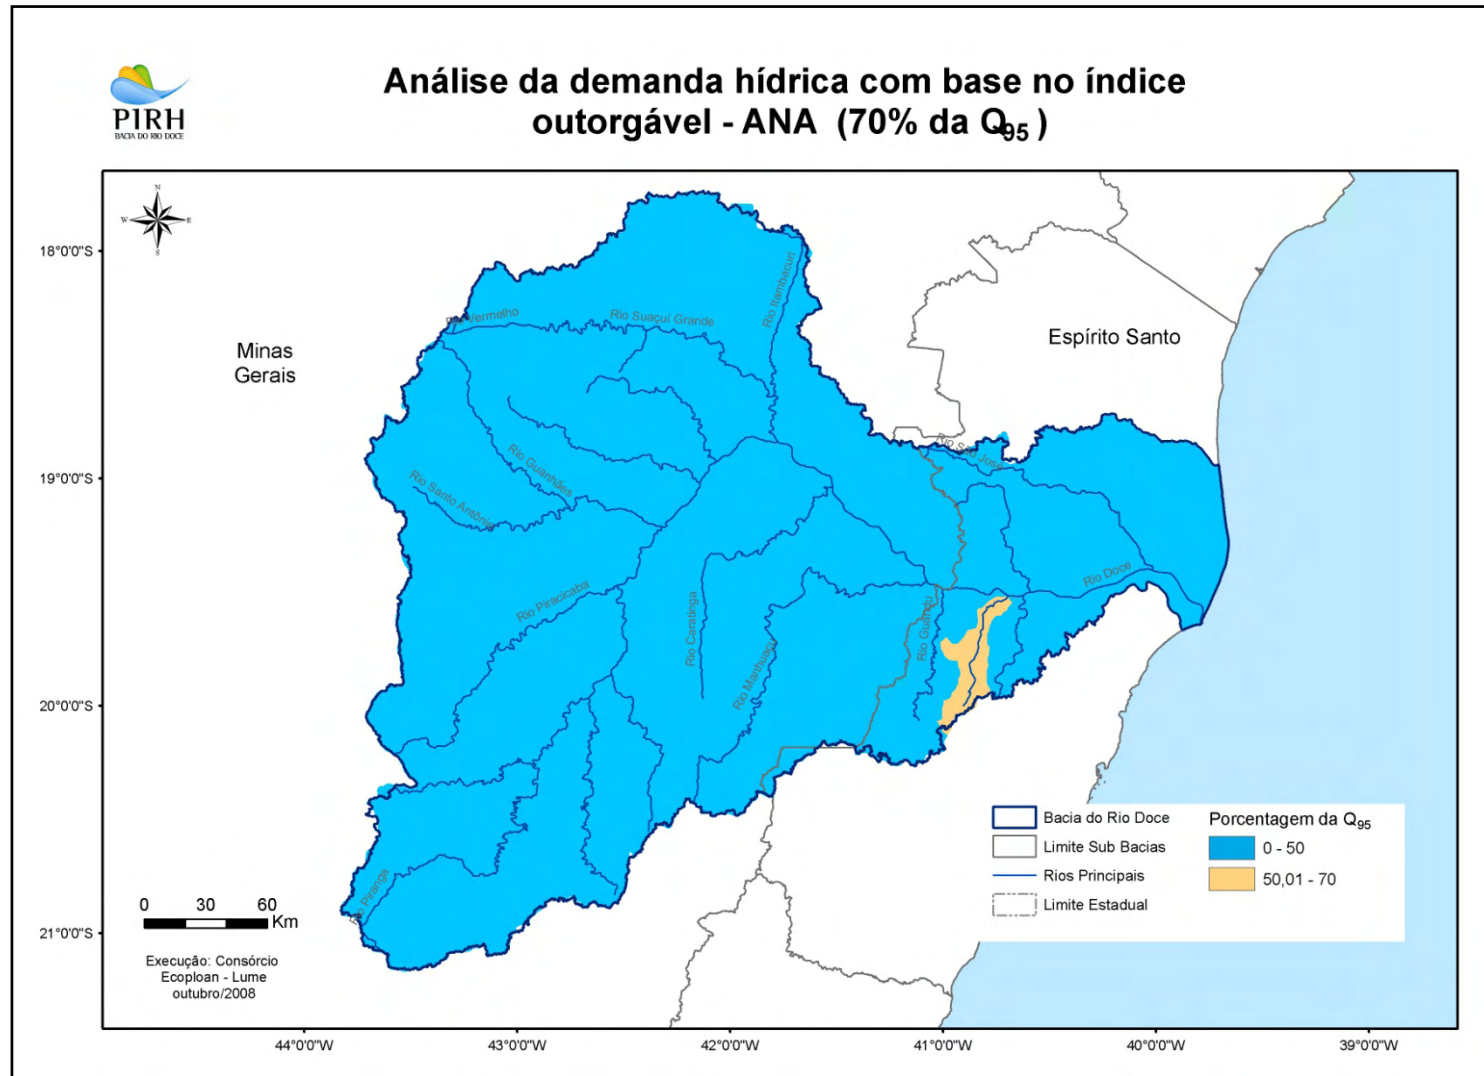 Análise da demanda hídrica com base no índice
outorgável - ANA (70% da Q95)
PIRH
BACIA DO RIO DOCE
N
W
E
S
18°0'0"S
19°0'0"S
20°0'0"S
21°0'0"S
Minas
Gerais
Espírito Santo
Rio Vermelho
Rio Suaçuí Grande
Rio Itambacuri
Rio São José
Rio Guanhães
Rio Santo Antônio
Rio Doce
Rio Piracicaba
Rio Caratinga
Rio Manhuaçu
Rio Guandu
Rio Piranga
0 30 60
Km
Execução: Consórcio
Ecoploan - Lume
outubro/2008
Bacia do Rio Doce
Limite Sub Bacias
Rios Principais
Limite Estadual
Porcentagem da Q95
0 - 50
50,01 - 70
44°0'0"W
43°0'0"W
42°0'0"W
41°0'0"W
40°0'0"W
39°0'0"W